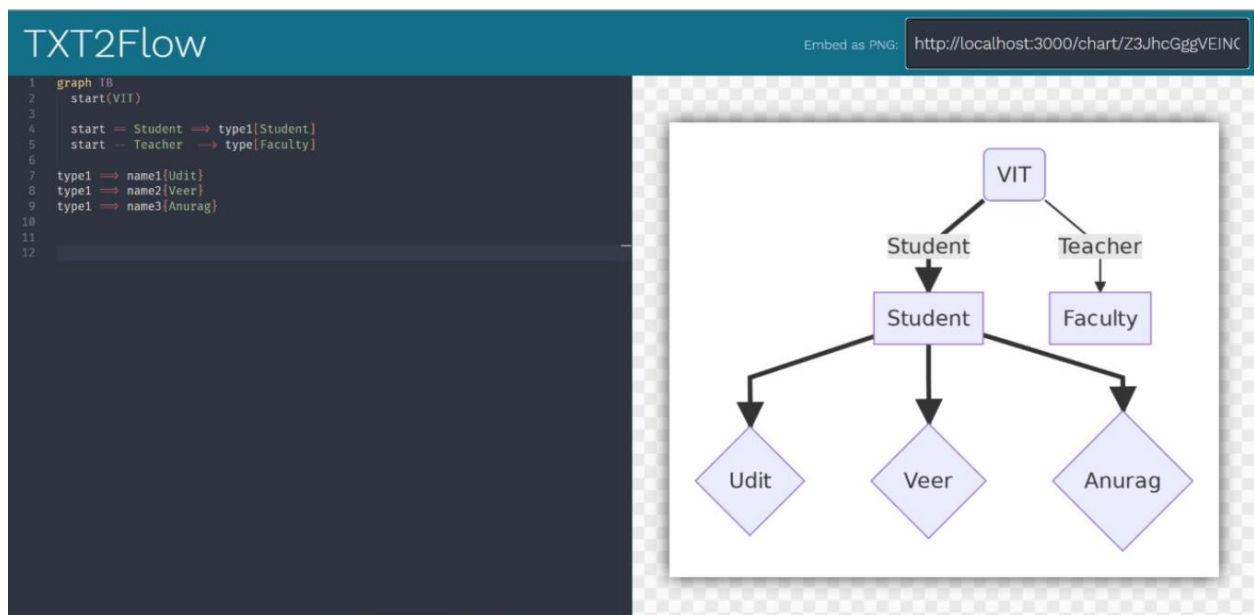 TXT2Flow
Embed as PNG: http://localhost:3000/chart/Z3JhcGggVEINC
1 graph TB
2 start(VIT)
3
4 start == Student ==> type1[Student]
5 start -- Teacher --> type[Faculty]
6
7 type1 ==> name1{Udit}
8 type1 ==> name2{Veer}
9 type1 ==> name3{Anurag}
10
11
12
VIT
Student Teacher
Student Faculty
Udit Veer Anurag